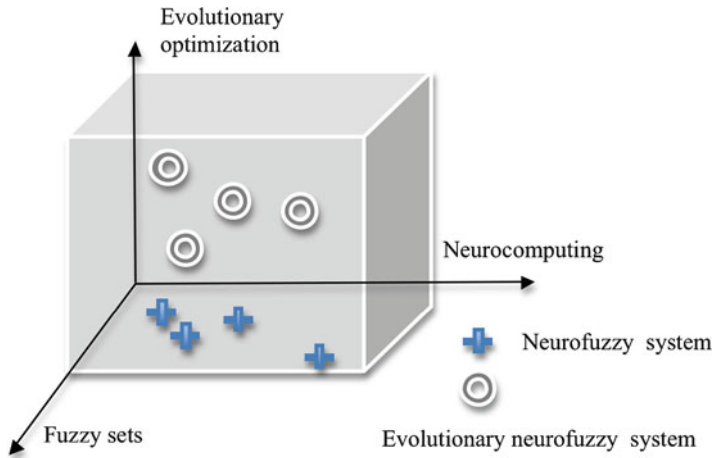 Evolutionary
optimization
Neurocomputing
Neurofuzzy system
Fuzzy sets
Evolutionary neurofuzzy system